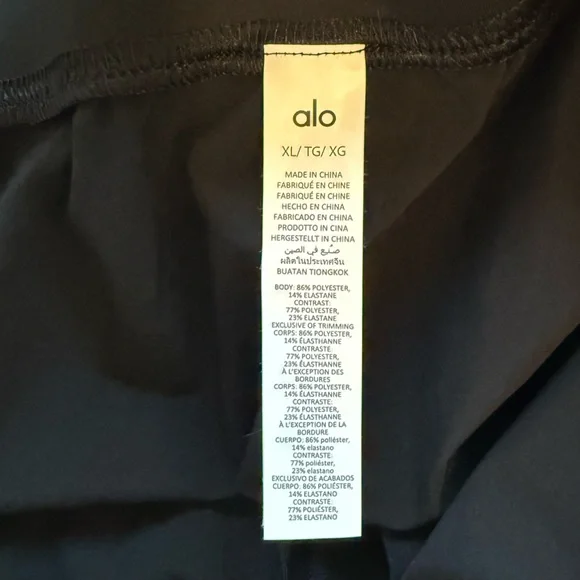 alo
XL/ TG/ XG
MADE IN CHINA
FABRIQUÉ EN CHINE
FABRIQUÉ EN CHINE
HECHO EN CHINA
FABRICADO EN CHINA
PRODOTTO IN CINA
HERGESTELLT IN CHINA
صُنِع في الصين
ผลิตในประเทศจีน
BUATAN TIONGKOK
BODY: 86% POLYESTER,
14% ELASTANE
CONTRAST:
77% POLYESTER,
23% ELASTANE
EXCLUSIVE OF TRIMMING
CORPS: 86% POLYESTER,
14% ÉLASTHANNE
CONTRASTE:
77% POLYESTER,
23% ÉLASTHANNE
À L'EXCEPTION DES
BORDURES
CORPS: 86% POLYESTER,
14% ÉLASTHANNE
CONTRASTE:
77% POLYESTER,
23% ÉLASTHANNE
À L'EXCEPTION DE LA
BORDURE
CUERPO: 86% poliéster,
14% elastano
CONTRASTE:
77% poliéster,
23% elastano
EXCLUSIVO DE ACABADOS
CUERPO: 86% POLIÉSTER,
14% ELASTANO
CONTRASTE:
77% POLIÉSTER,
23% ELASTANO